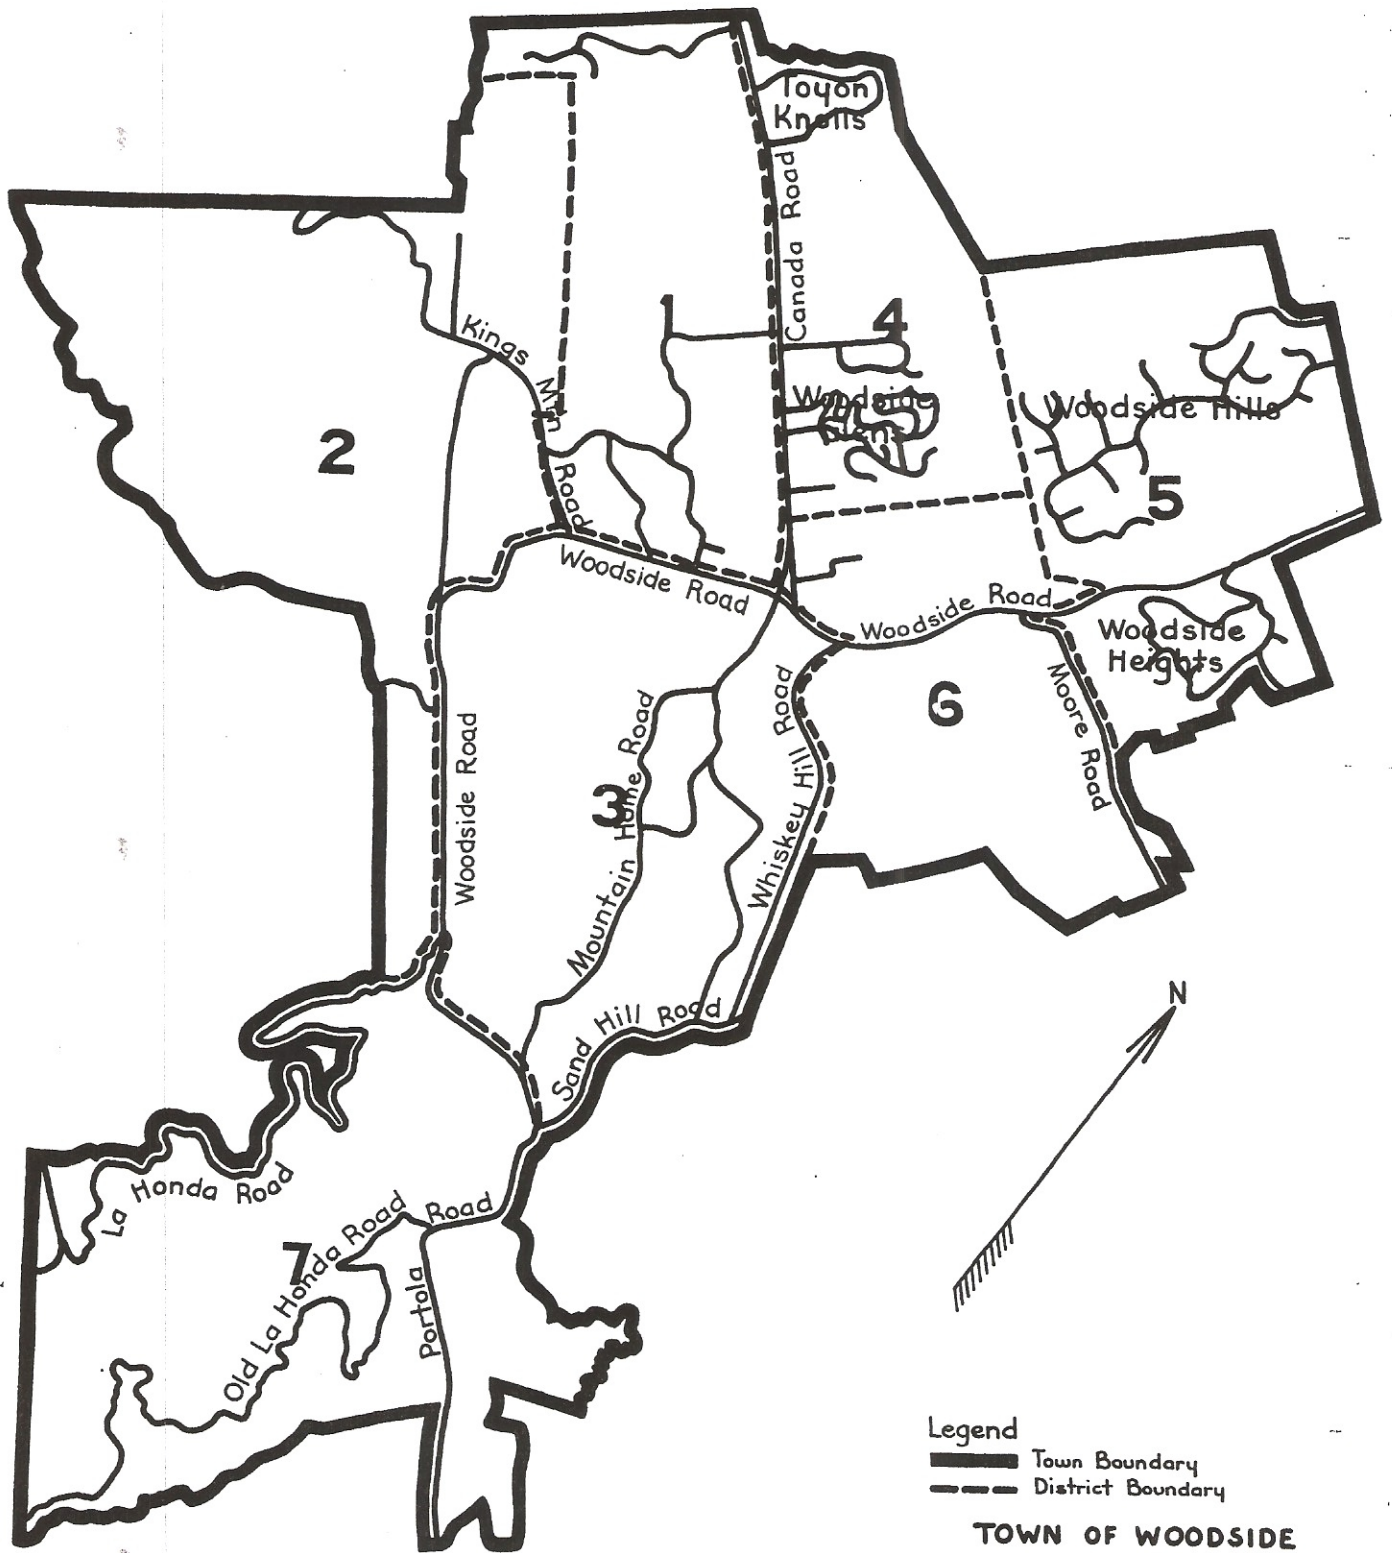 Toyon
Knolls
Canada Road
1
4
Kings
Mtn
Road
2
Woodside
Glens
Woodside Hills
5
Woodside Road
Woodside Road
Woodside
Heights
Moore Road
6
Whiskey Hill Road
Mountain Home Road
3
Woodside Road
Sand Hill Road
N
La Honda Road
7
Old La Honda Road
Portola Road
Legend
Town Boundary
District Boundary
TOWN OF WOODSIDE